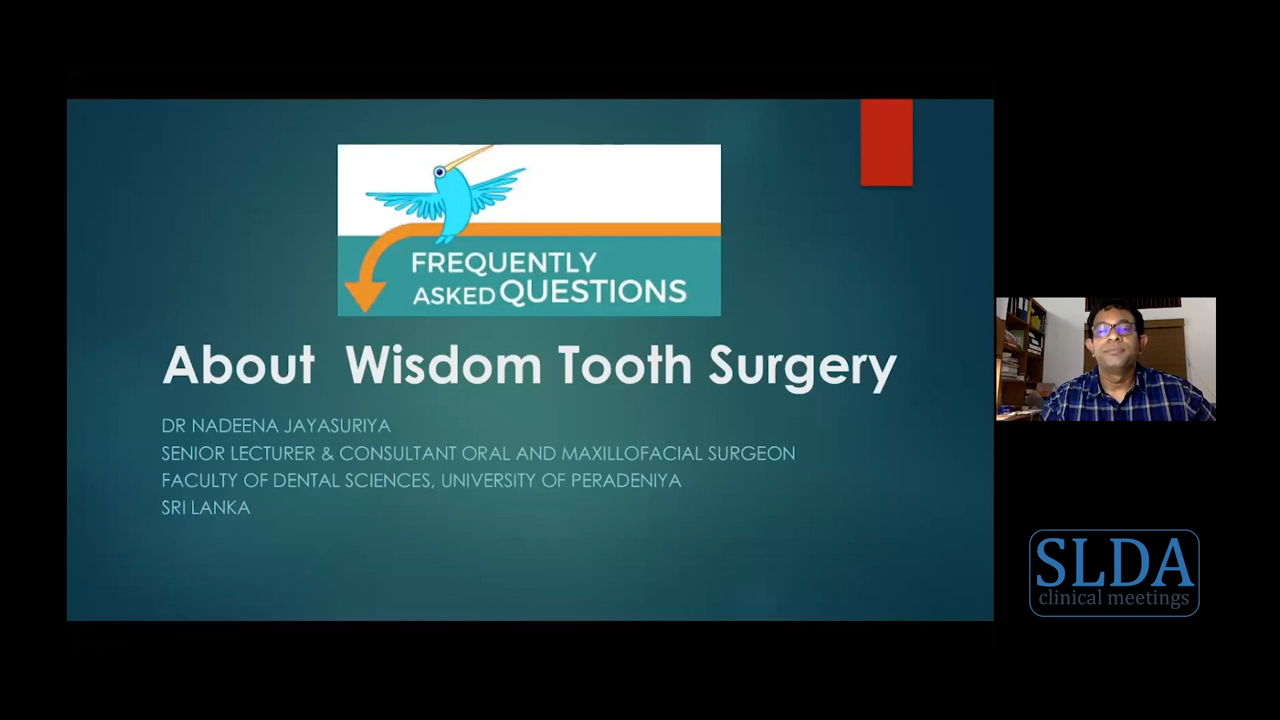 FREQUENTLY
ASKED QUESTIONS
About Wisdom Tooth Surgery
DR NADEENA JAYASURIYA
SENIOR LECTURER & CONSULTANT ORAL AND MAXILLOFACIAL SURGEON
FACULTY OF DENTAL SCIENCES, UNIVERSITY OF PERADENIYA
SRI LANKA
SLDA
clinical meetings